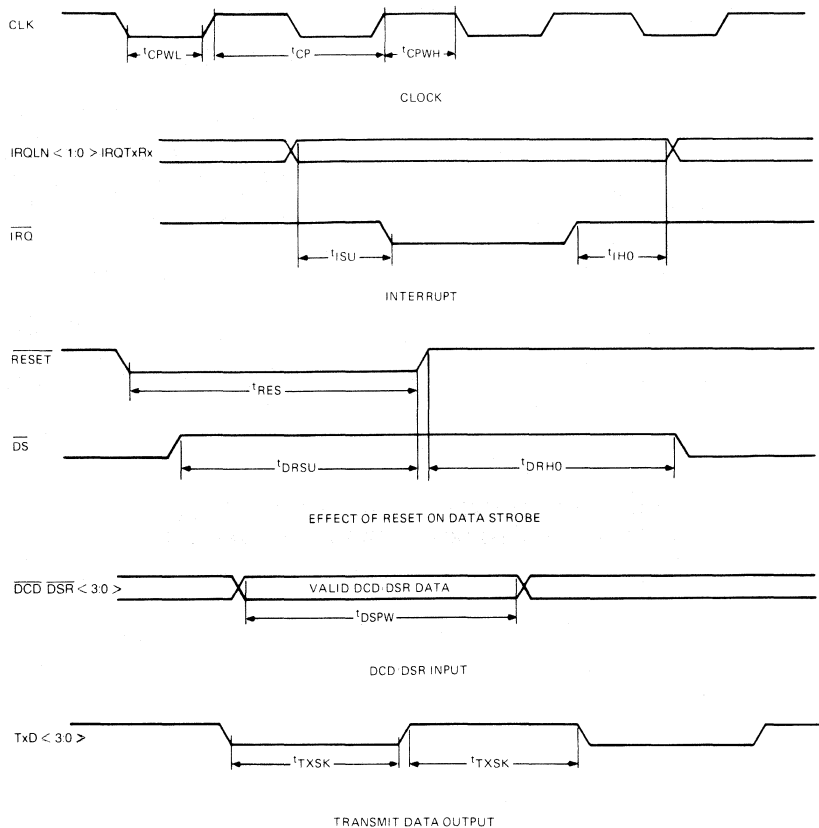 CLK
tCPWL
tCP
tCPWH
CLOCK
IRQLN < 1:0 > IRQTxRx
IRQ
tISU
tIH0
INTERRUPT
RESET
tRES
DS
tDRSU
tDRH0
EFFECT OF RESET ON DATA STROBE
DCD DSR < 3:0 >
VALID DCD·DSR DATA
tDSPW
DCD·DSR INPUT
TxD < 3:0 >
tTXSK
tTXSK
TRANSMIT DATA OUTPUT